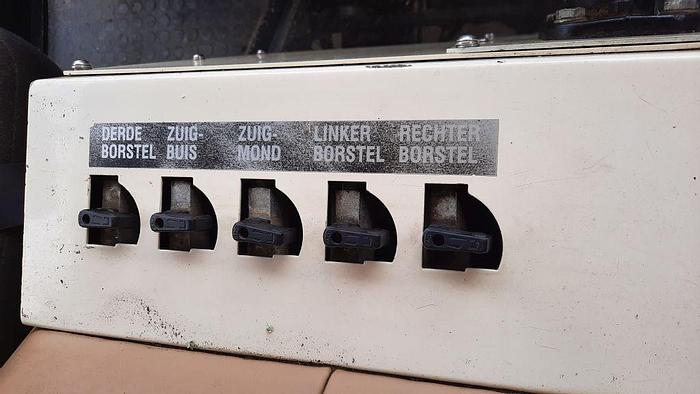 DERDE ZUIG- ZUIG- LINKER RECHTER
BORSTEL BUIS MOND BORSTEL BORSTEL